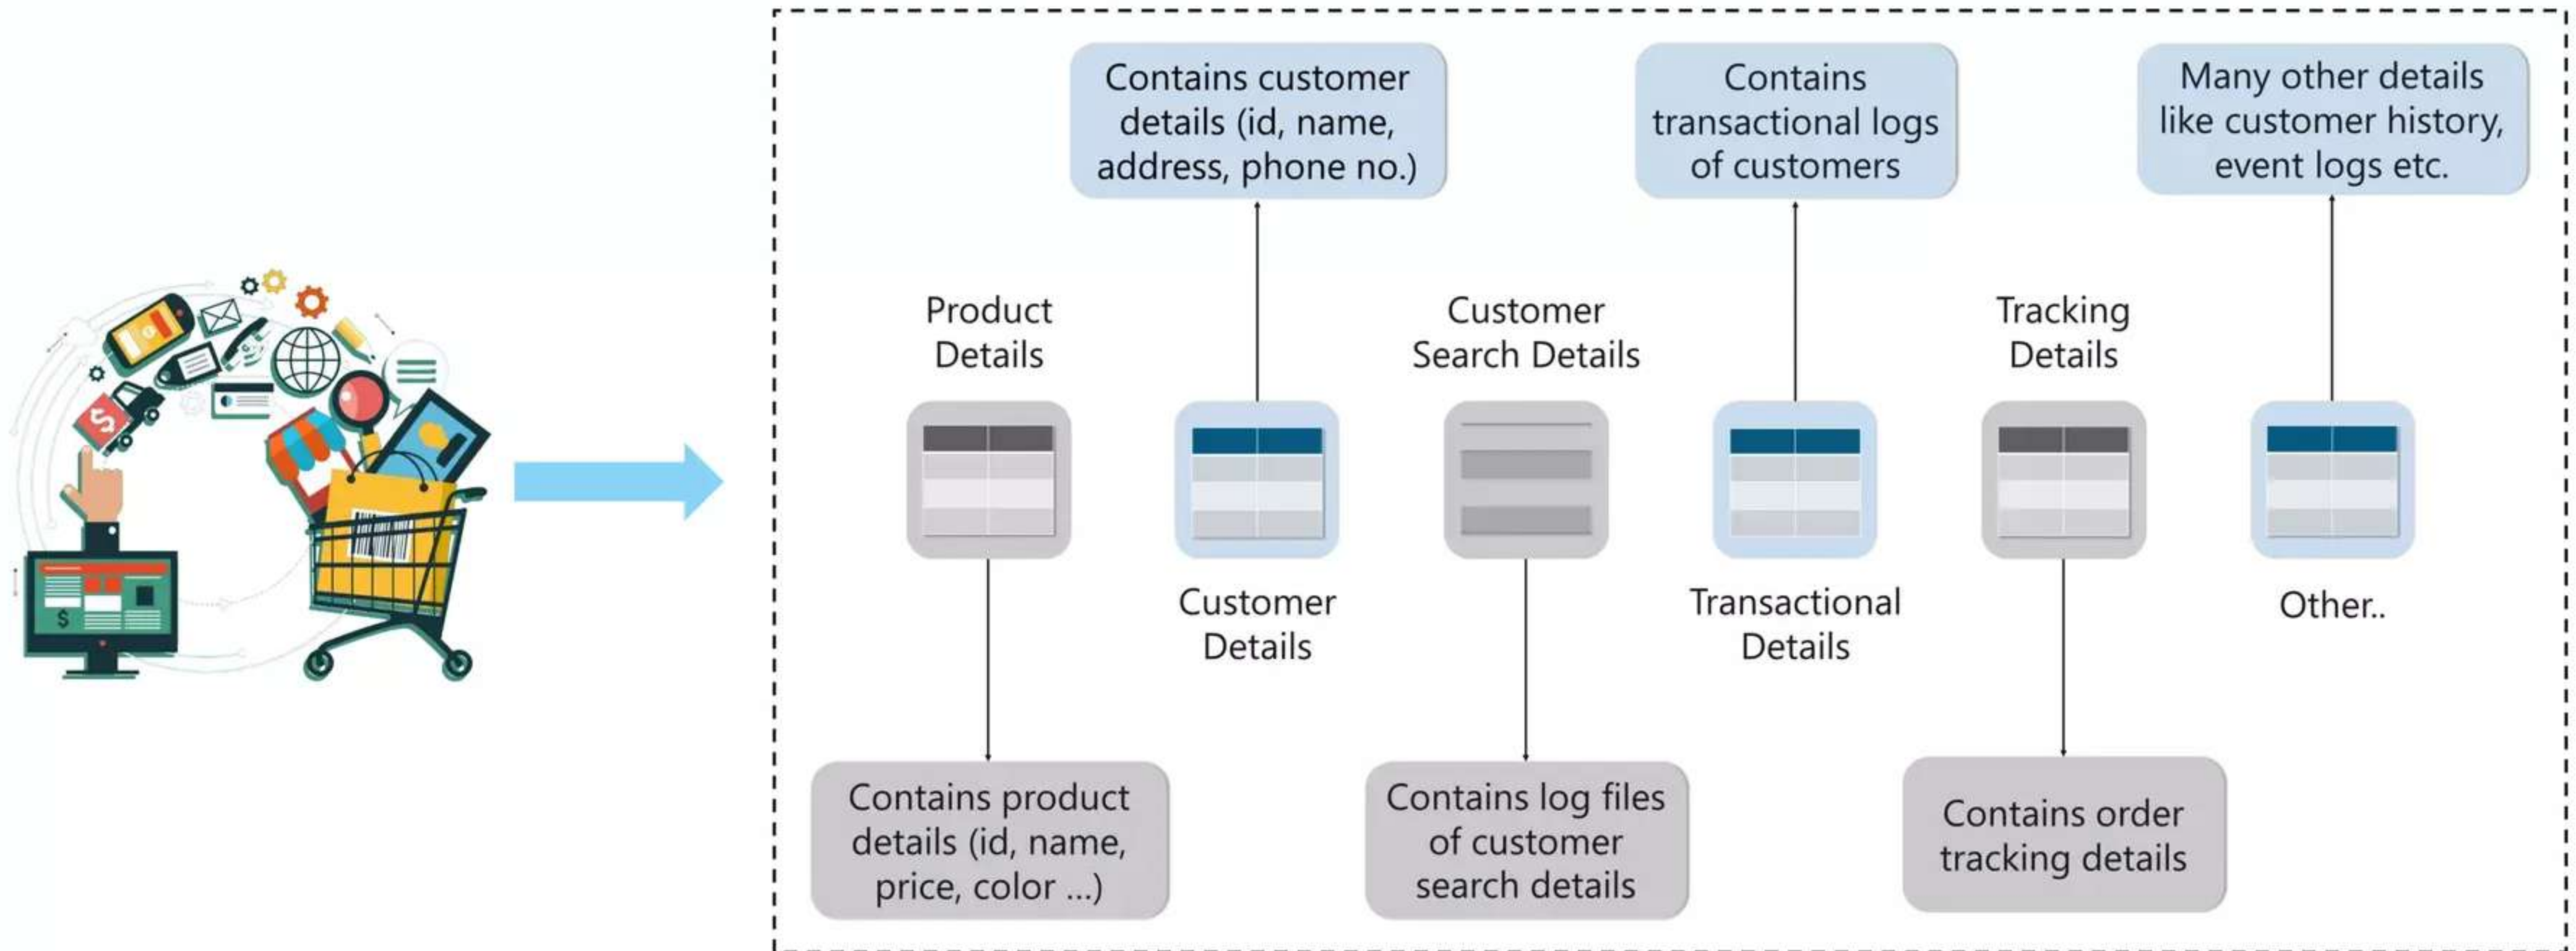 Contains customer
details (id, name,
address, phone no.)
Contains
transactional logs
of customers
Many other details
like customer history,
event logs etc.
Product
Details
Customer
Search Details
Tracking
Details
Customer
Details
Transactional
Details
Other..
Contains product
details (id, name,
price, color ...)
Contains log files
of customer
search details
Contains order
tracking details
$
$